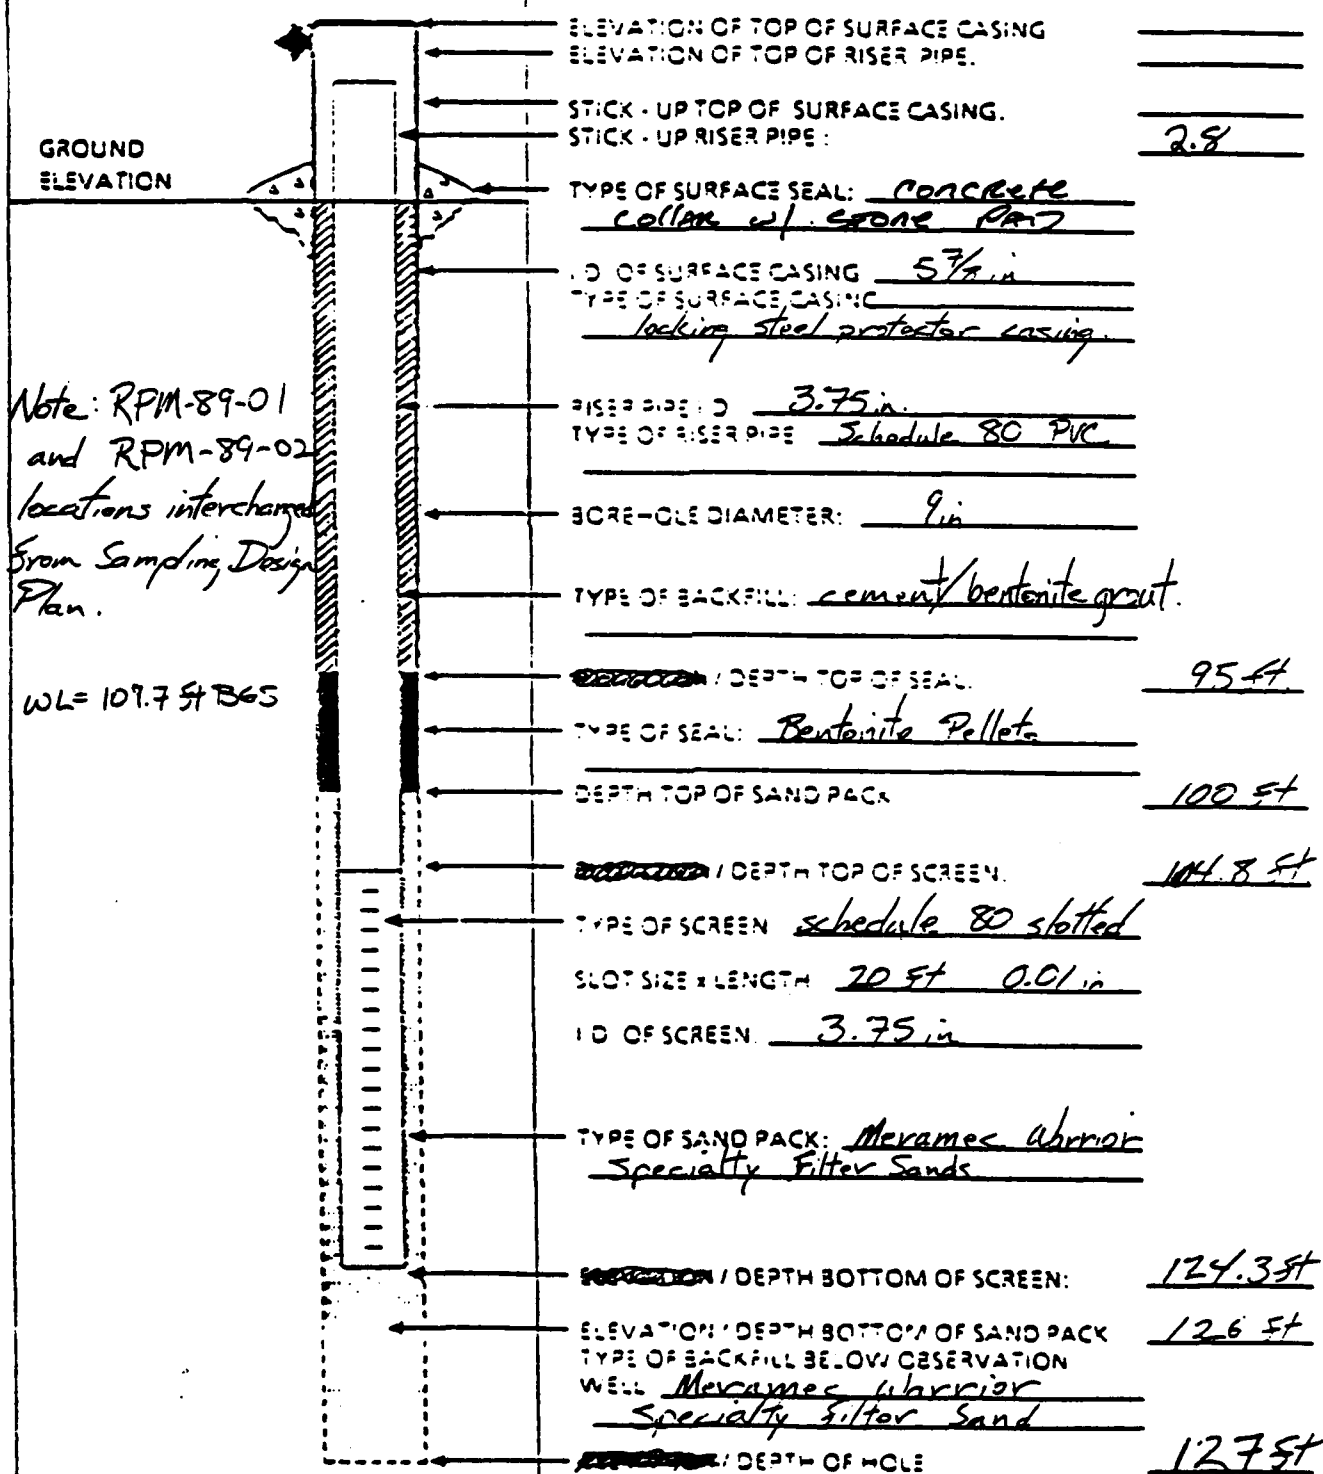 ELEVATION OF TOP OF SURFACE CASING
ELEVATION OF TOP OF RISER PIPE.
STICK - UP TOP OF SURFACE CASING.
STICK - UP RISER PIPE : 2.8
GROUND
ELEVATION
TYPE OF SURFACE SEAL: Concrete
Collar w/ stone Pad
I.D. OF SURFACE CASING 5 7/8 in
TYPE OF SURFACE CASING
locking steel protector casing.
Note: RPM-89-01
and RPM-89-02
locations interchanged
from Sampling Design
Plan.
RISER PIPE I.D. 3.75 in.
TYPE OF RISER PIPE Schedule 80 PVC
BOREHOLE DIAMETER: 9 in
TYPE OF BACKFILL: cement/bentonite grout.
/ DEPTH TOP OF SEAL. 95 ft.
WL= 109.7 ft BGS
TYPE OF SEAL: Bentonite Pellets
DEPTH TOP OF SAND PACK 100 ft
/ DEPTH TOP OF SCREEN. 104.8 ft
TYPE OF SCREEN schedule 80 slotted
SLOT SIZE x LENGTH 20 ft 0.01 in
I D OF SCREEN. 3.75 in
TYPE OF SAND PACK: Meramec Warrior
Specialty Filter Sands
/ DEPTH BOTTOM OF SCREEN: 124.3 ft
ELEVATION / DEPTH BOTTOM OF SAND PACK 126 ft
TYPE OF BACKFILL BELOW OBSERVATION
WELL Meramec Warrior
Specialty Filter Sand
/ DEPTH OF HOLE 127 ft